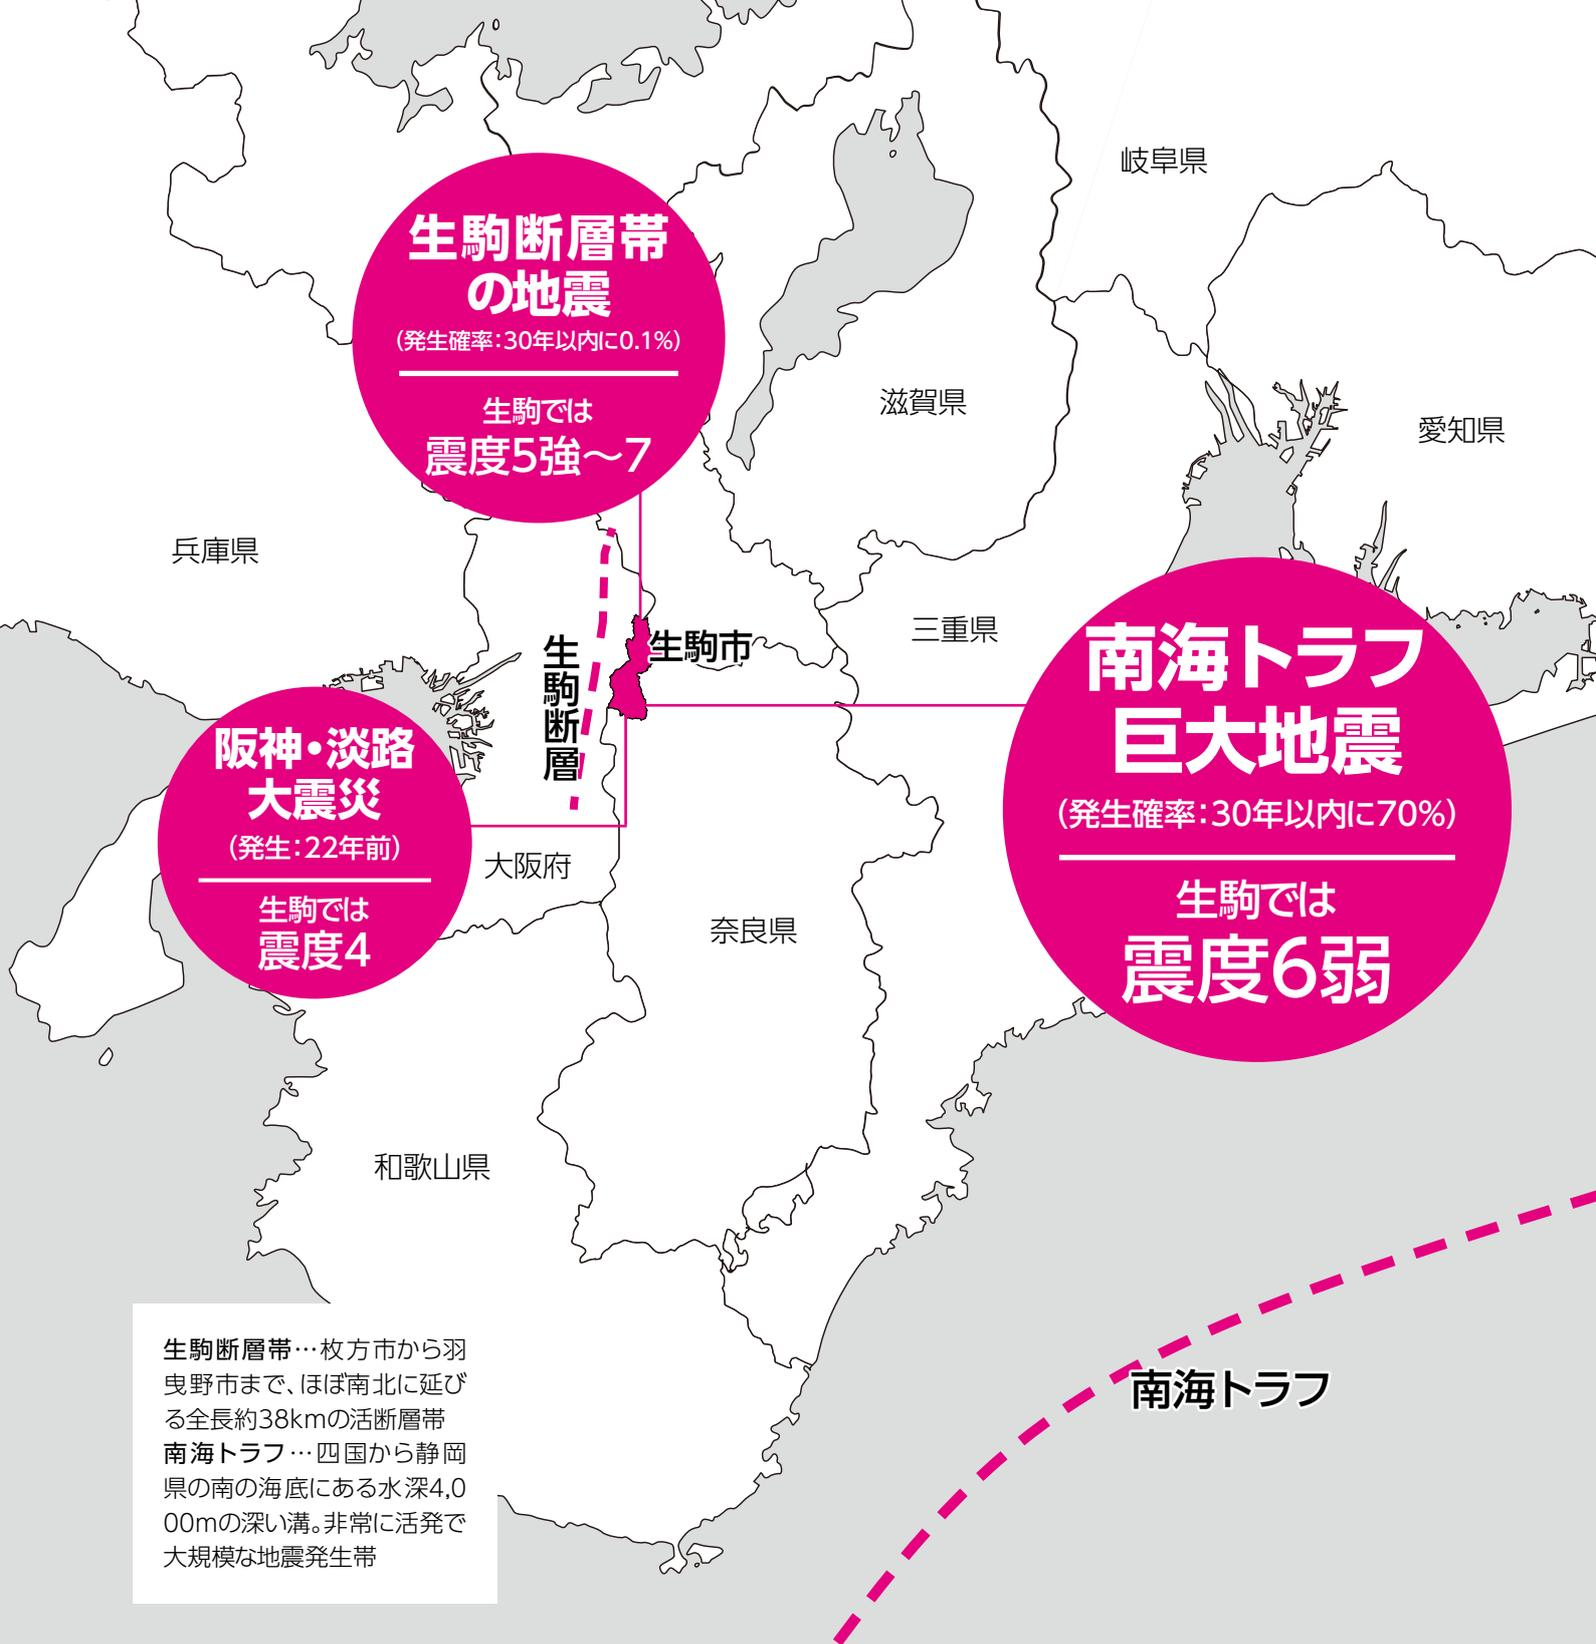 岐阜県
生駒断層帯
の地震
（発生確率：30年以内に0.1%）
生駒では
震度5強～7
滋賀県
愛知県
兵庫県
三重県
生駒市
生駒断層
南海トラフ
巨大地震
（発生確率：30年以内に70%）
生駒では
震度6弱
阪神・淡路
大震災
（発生：22年前）
生駒では
震度4
大阪府
奈良県
和歌山県
南海トラフ
生駒断層帯…枚方市から羽
曳野市まで、ほぼ南北に延び
る全長約38kmの活断層帯
南海トラフ…四国から静岡
県の南の海底にある水深4,0
00mの深い溝。非常に活発で
大規模な地震発生帯